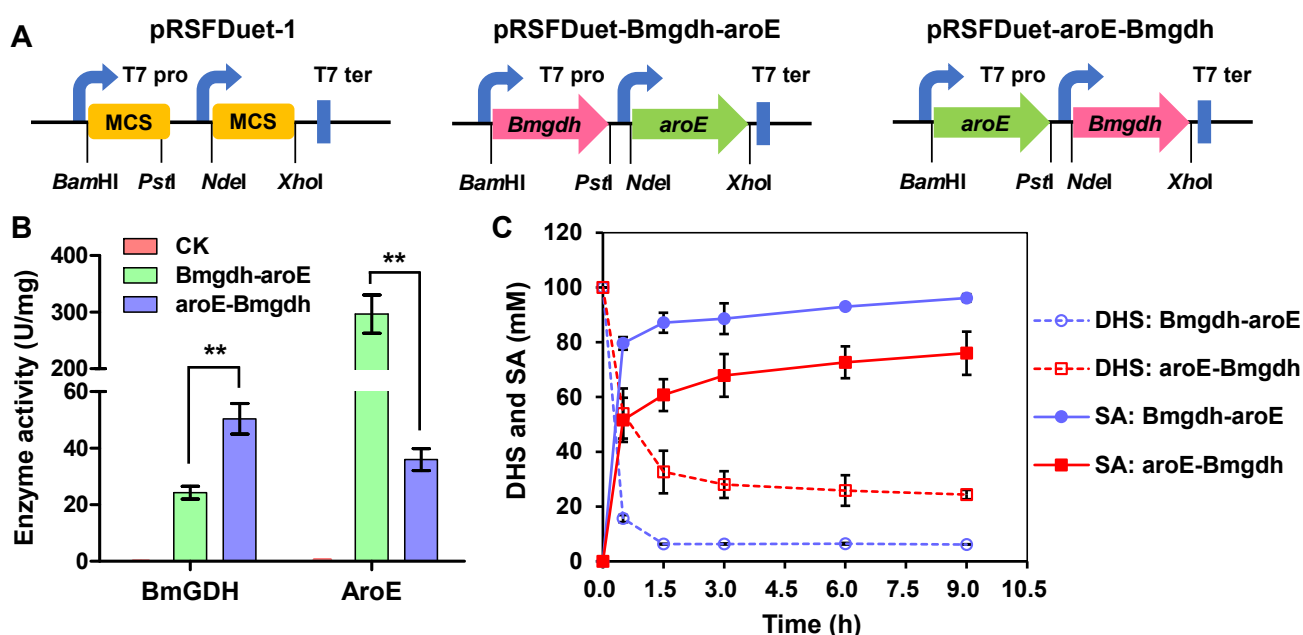 A
pRSFDuet-1
pRSFDuet-Bmgdh-aroE
pRSFDuet-aroE-Bmgdh
T7 pro
T7 ter
T7 pro
T7 ter
T7 pro
T7 ter
MCS
MCS
Bmgdh
aroE
aroE
Bmgdh
BamHI
PstI
NdeI
XhoI
BamHI
PstI
NdeI
XhoI
BamHI
PstI
NdeI
XhoI
B
Enzyme activity (U/mg)
400
300
200
60
40
20
0
CK
Bmgdh-aroE
aroE-Bmgdh
**
**
BmGDH
AroE
C
DHS and SA (mM)
120
100
80
60
40
20
0
0.0
1.5
3.0
4.5
6.0
7.5
9.0
10.5
Time (h)
DHS: Bmgdh-aroE
DHS: aroE-Bmgdh
SA: Bmgdh-aroE
SA: aroE-Bmgdh